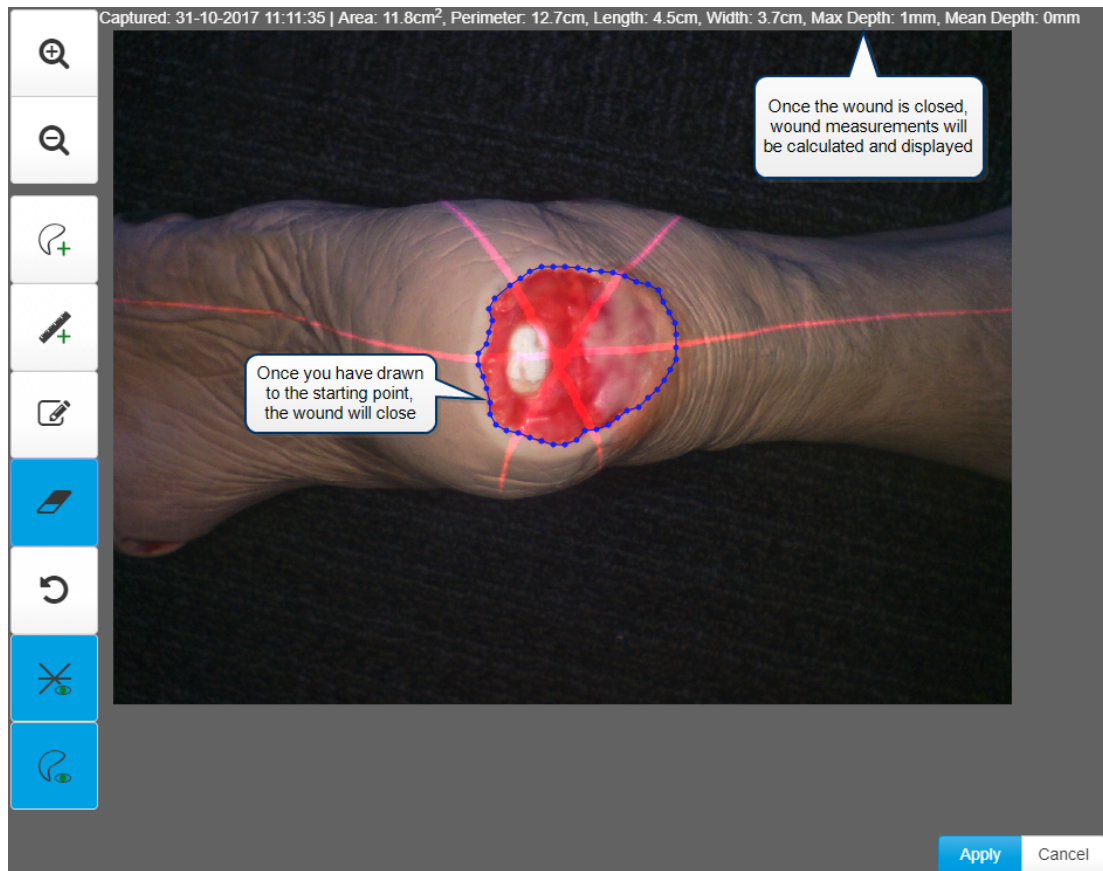 Captured: 31-10-2017 11:11:35 | Area: 11.8cm², Perimeter: 12.7cm, Length: 4.5cm, Width: 3.7cm, Max Depth: 1mm, Mean Depth: 0mm
Once the wound is closed,
wound measurements will
be calculated and displayed
Once you have drawn
to the starting point,
the wound will close
Apply Cancel